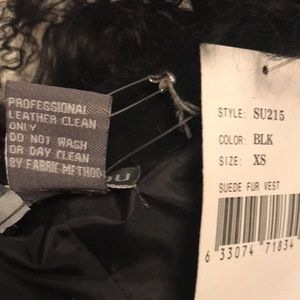 PROFESSIONAL
LEATHER CLEAN
ONLY
DO NOT WASH
OR DAY CLEAN
BY FABRIC METHOD
STYLE: SU215
COLOR: BLK
SIZE: XS
SUEDE FUR VEST
6 33074 71834